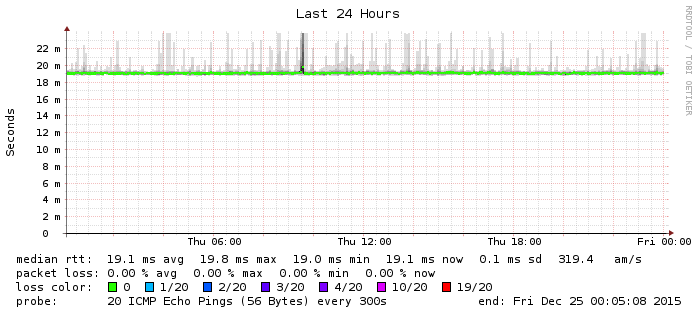 Last 24 Hours
RRDTOOL / TOBI OETIKER
Seconds
22 m
20 m
18 m
16 m
14 m
12 m
10 m
8 m
6 m
4 m
2 m
0
Thu 06:00 Thu 12:00 Thu 18:00 Fri 00:00
median rtt: 19.1 ms avg 19.8 ms max 19.0 ms min 19.1 ms now 0.1 ms sd 319.4 am/s
packet loss: 0.00 % avg 0.00 % max 0.00 % min 0.00 % now
loss color: 0 1/20 2/20 3/20 4/20 10/20 19/20
probe: 20 ICMP Echo Pings (56 Bytes) every 300s end: Fri Dec 25 00:05:08 2015